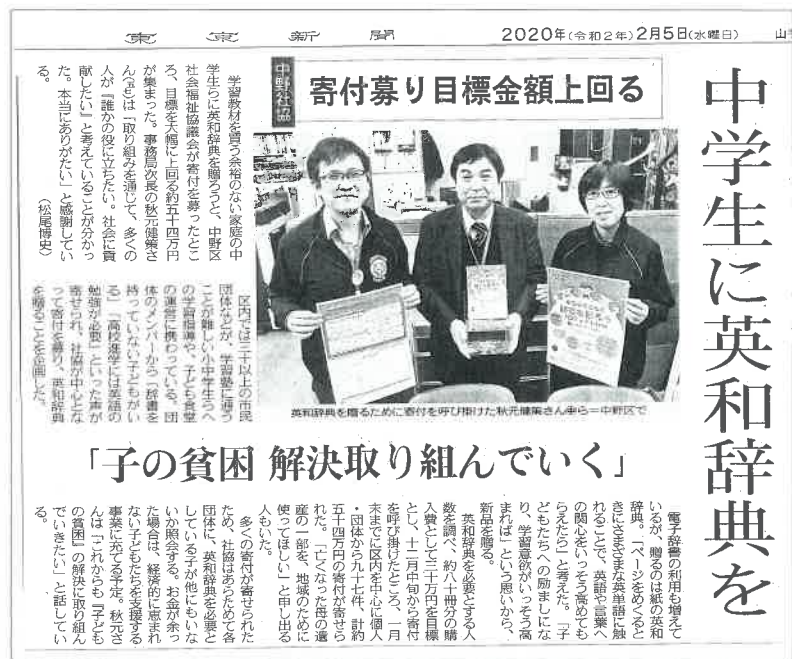 東京新聞
2020年(令和2年)2月5日(水曜日)
山
中学生に英和辞典を
寄付募り目標金額上回る
中野社協
学習教材を買う余裕のない家庭の中
学生らに英和辞典を贈ろうと、中野区
社会福祉協議会が寄付を募ったとこ
ろ、目標を大幅に上回る約五十四万円
が集まった。事務局次長の秋元健策さ
ん()は「取り組みを通じて、多くの
人が『誰かの役に立ちたい。社会に貢
献したい』と考えていることが分かっ
た。本当にありがたい」と感謝してい
る。
(松尾博史)
英和辞典を贈るために寄付を呼び掛けた秋元健策さん㊥ら=中野区で
区内では三十以上の市民
団体などが、学習塾に通う
ことが難しい小中学生らへ
の学習指導や、子ども食堂
の運営に携わっている。団
体のメンバーから「辞書を
持っていない子どもがい
る」「高校進学には英語の
勉強が必要」といった声が
寄せられ、社協が中心とな
って寄付を募り、英和辞典
を贈ることを企画した。
「子の貧困 解決取り組んでいく」
電子辞書の利用も増えて
いるが、贈るのは紙の英和
辞典。「ページをめくると
きにさまざまな英単語に触
れることで、英語や言葉へ
の関心をいっそう高めても
らえたら」と考えた。「子
どもたちへの励ましにな
り、学習意欲がいっそう高
まれば」という思いから、
新品を贈る。
英和辞典を必要とする人
数を調べ、約八十冊分の購
入費として三十万円を目標
とし、十二月中旬から寄付
を呼び掛けたところ、一月
末までに区内を中心に個人
・団体から九十七件、計約
五十四万円の寄付が寄せら
れた。「亡くなった母の遺
産の一部を、地域のために
使ってほしい」と申し出る
人もいた。
多くの寄付が寄せられた
ため、社協はあらためて各
団体に、英和辞典を必要と
している子が他にもいな
いか照会する。お金が余っ
た場合は、経済的に恵まれ
ない子どもたちを支援する
事業に充てる予定。秋元さ
んは「これからも『子ども
の貧困』の解決に取り組ん
でいきたい」と話してい
る。